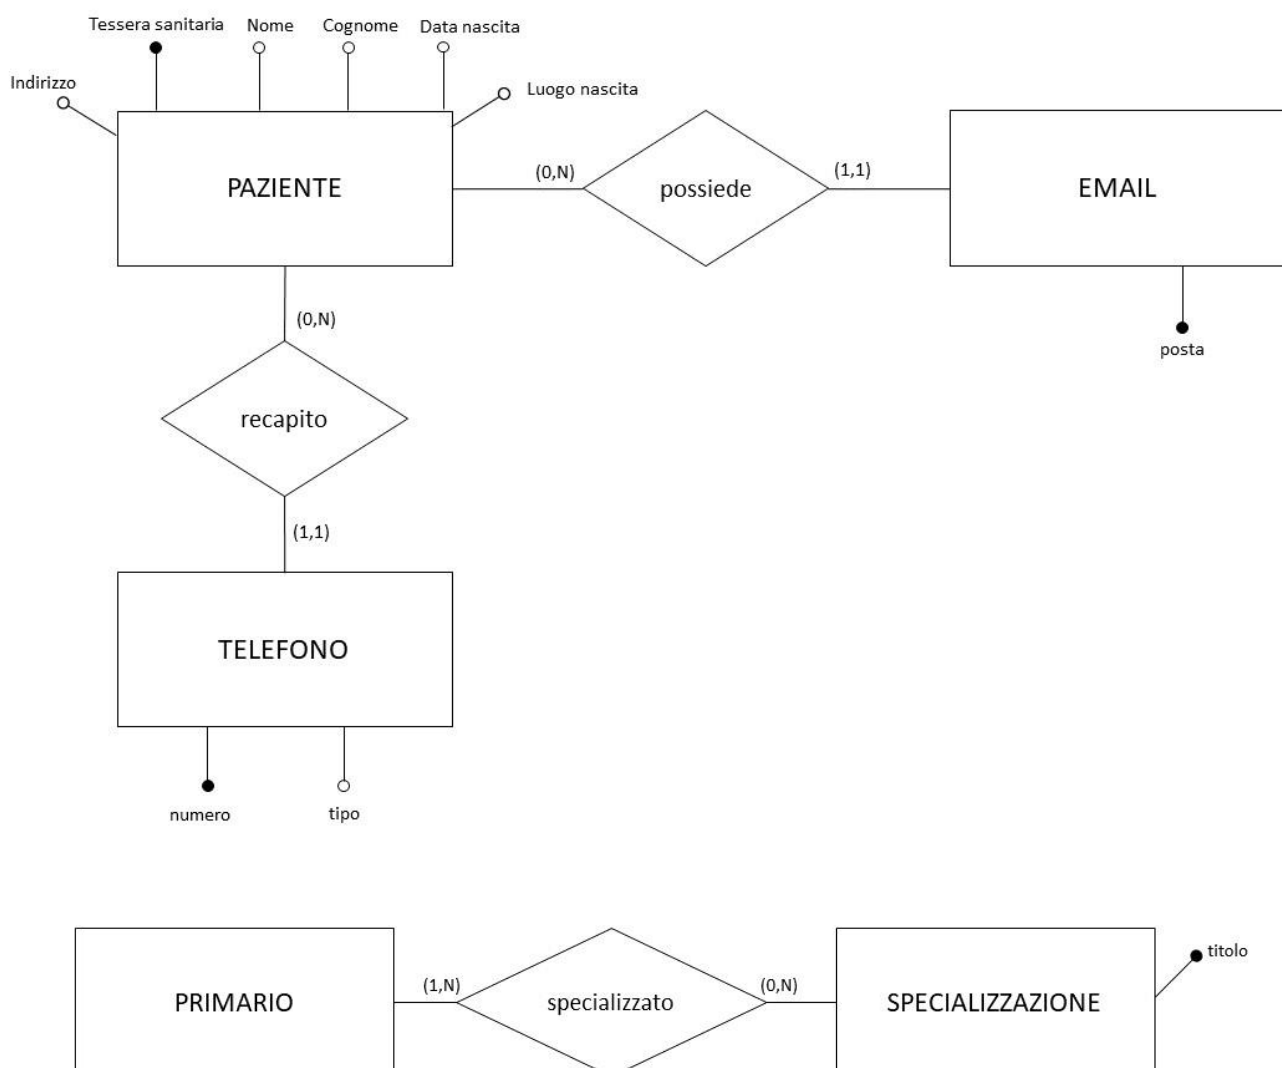 Tessera sanitaria
Nome
Cognome
Data nascita
Indirizzo
Luogo nascita
PAZIENTE
(0,N)
possiede
(1,1)
EMAIL
posta
(0,N)
recapito
(1,1)
TELEFONO
numero
tipo
PRIMARIO
(1,N)
specializzato
(0,N)
SPECIALIZZAZIONE
titolo